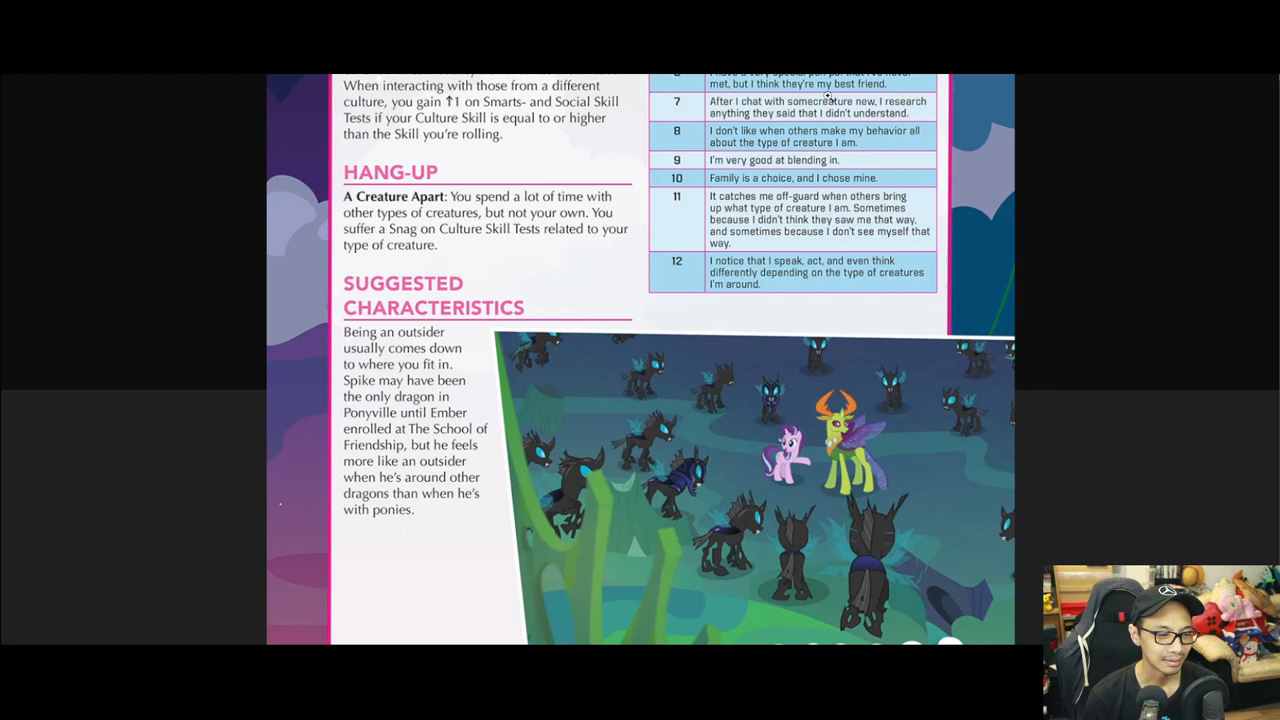 When interacting with those from a different
culture, you gain ↑1 on Smarts- and Social Skill
Tests if your Culture Skill is equal to or higher
than the Skill you're rolling.
HANG-UP
A Creature Apart: You spend a lot of time with
other types of creatures, but not your own. You
suffer a Snag on Culture Skill Tests related to your
type of creature.
SUGGESTED
CHARACTERISTICS
Being an outsider
usually comes down
to where you fit in.
Spike may have been
the only dragon in
Ponyville until Ember
enrolled at The School of
Friendship, but he feels
more like an outsider
when he's around other
dragons than when he's
with ponies.
met, but I think they're my best friend.
7 After I chat with somecreature new, I research
anything they said that I didn't understand.
8 I don't like when others make my behavior all
about the type of creature I am.
9 I'm very good at blending in.
10 Family is a choice, and I chose mine.
11 It catches me off-guard when others bring
up what type of creature I am. Sometimes
because I didn't think they saw me that way,
and sometimes because I don't see myself that
way.
12 I notice that I speak, act, and even think
differently depending on the type of creatures
I'm around.